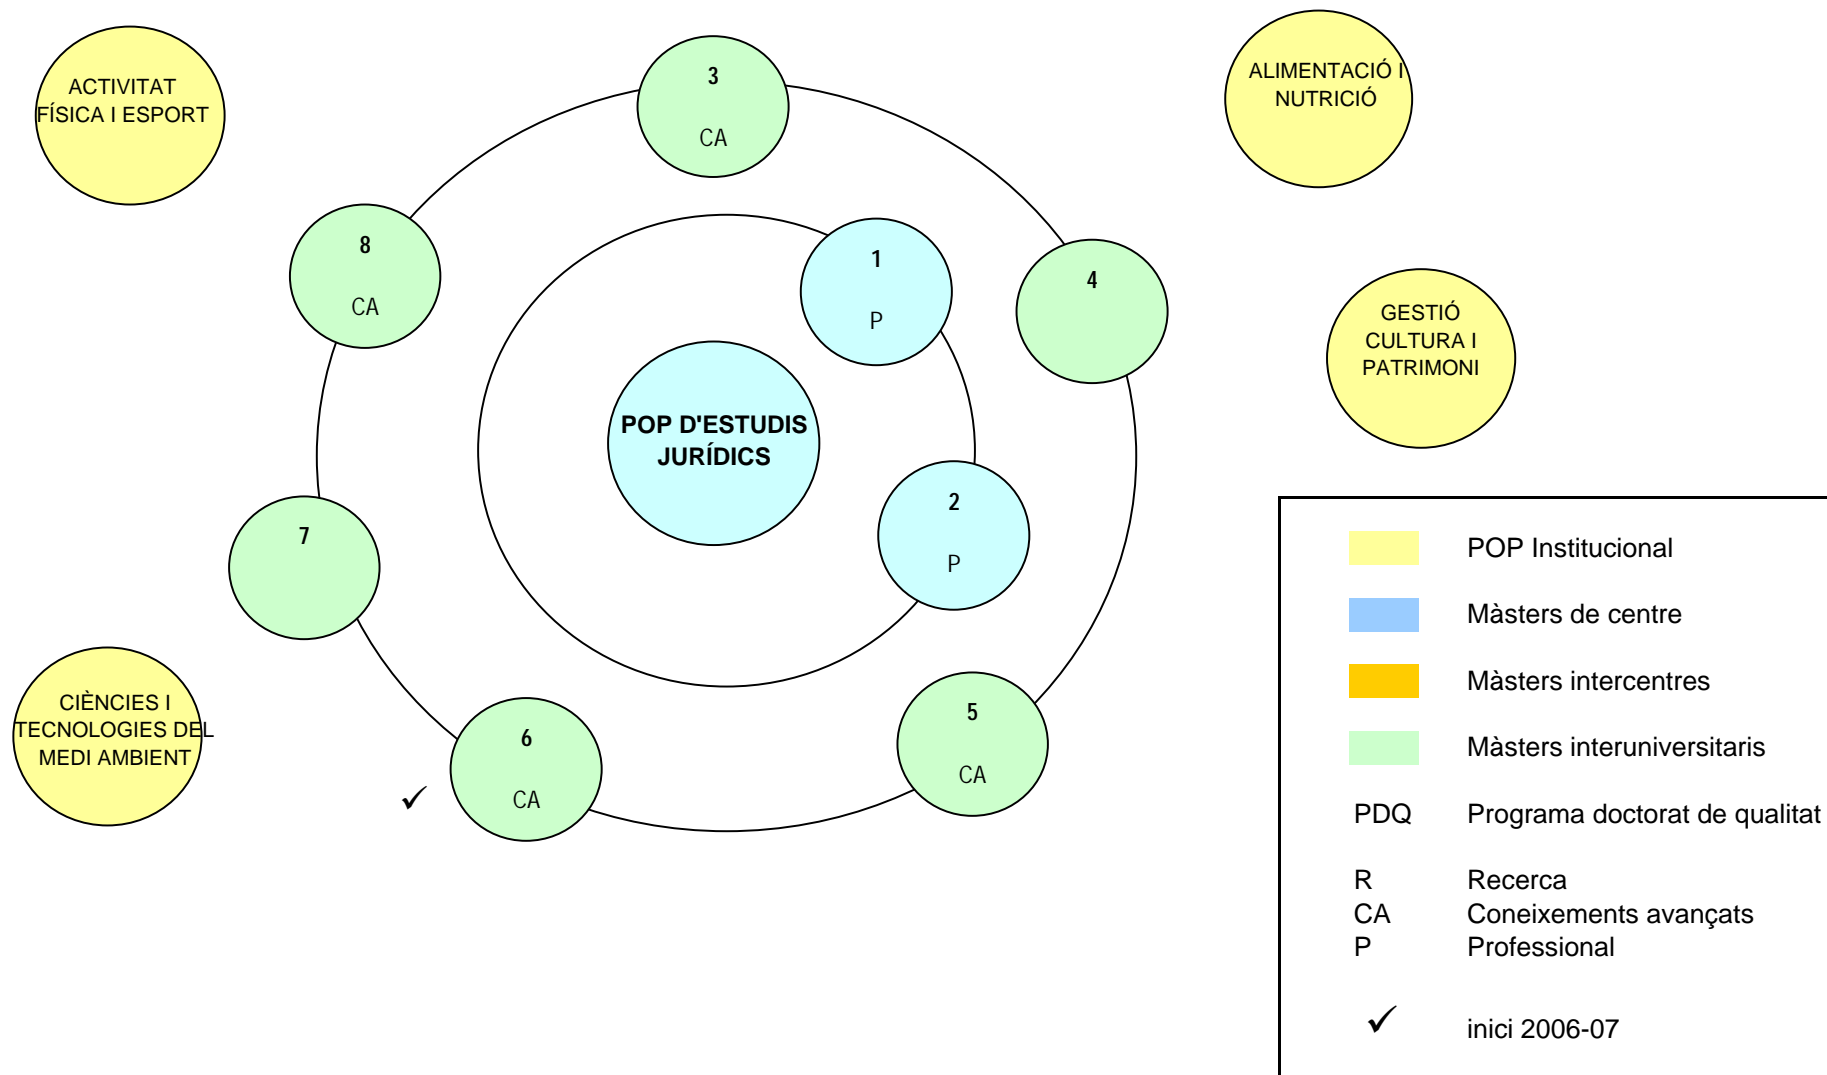 ACTIVITAT
FÍSICA I ESPORT
3
CA
ALIMENTACIÓ I
NUTRICIÓ
8
CA
1
P
4
GESTIÓ
CULTURA I
PATRIMONI
POP D'ESTUDIS
JURÍDICS
2
P
7
CIÈNCIES I
TECNOLOGIES DEL
MEDI AMBIENT
6
CA
✓
5
CA
POP Institucional
Màsters de centre
Màsters intercentres
Màsters interuniversitaris
PDQ Programa doctorat de qualitat
R Recerca
CA Coneixements avançats
P Professional
✓ inici 2006-07